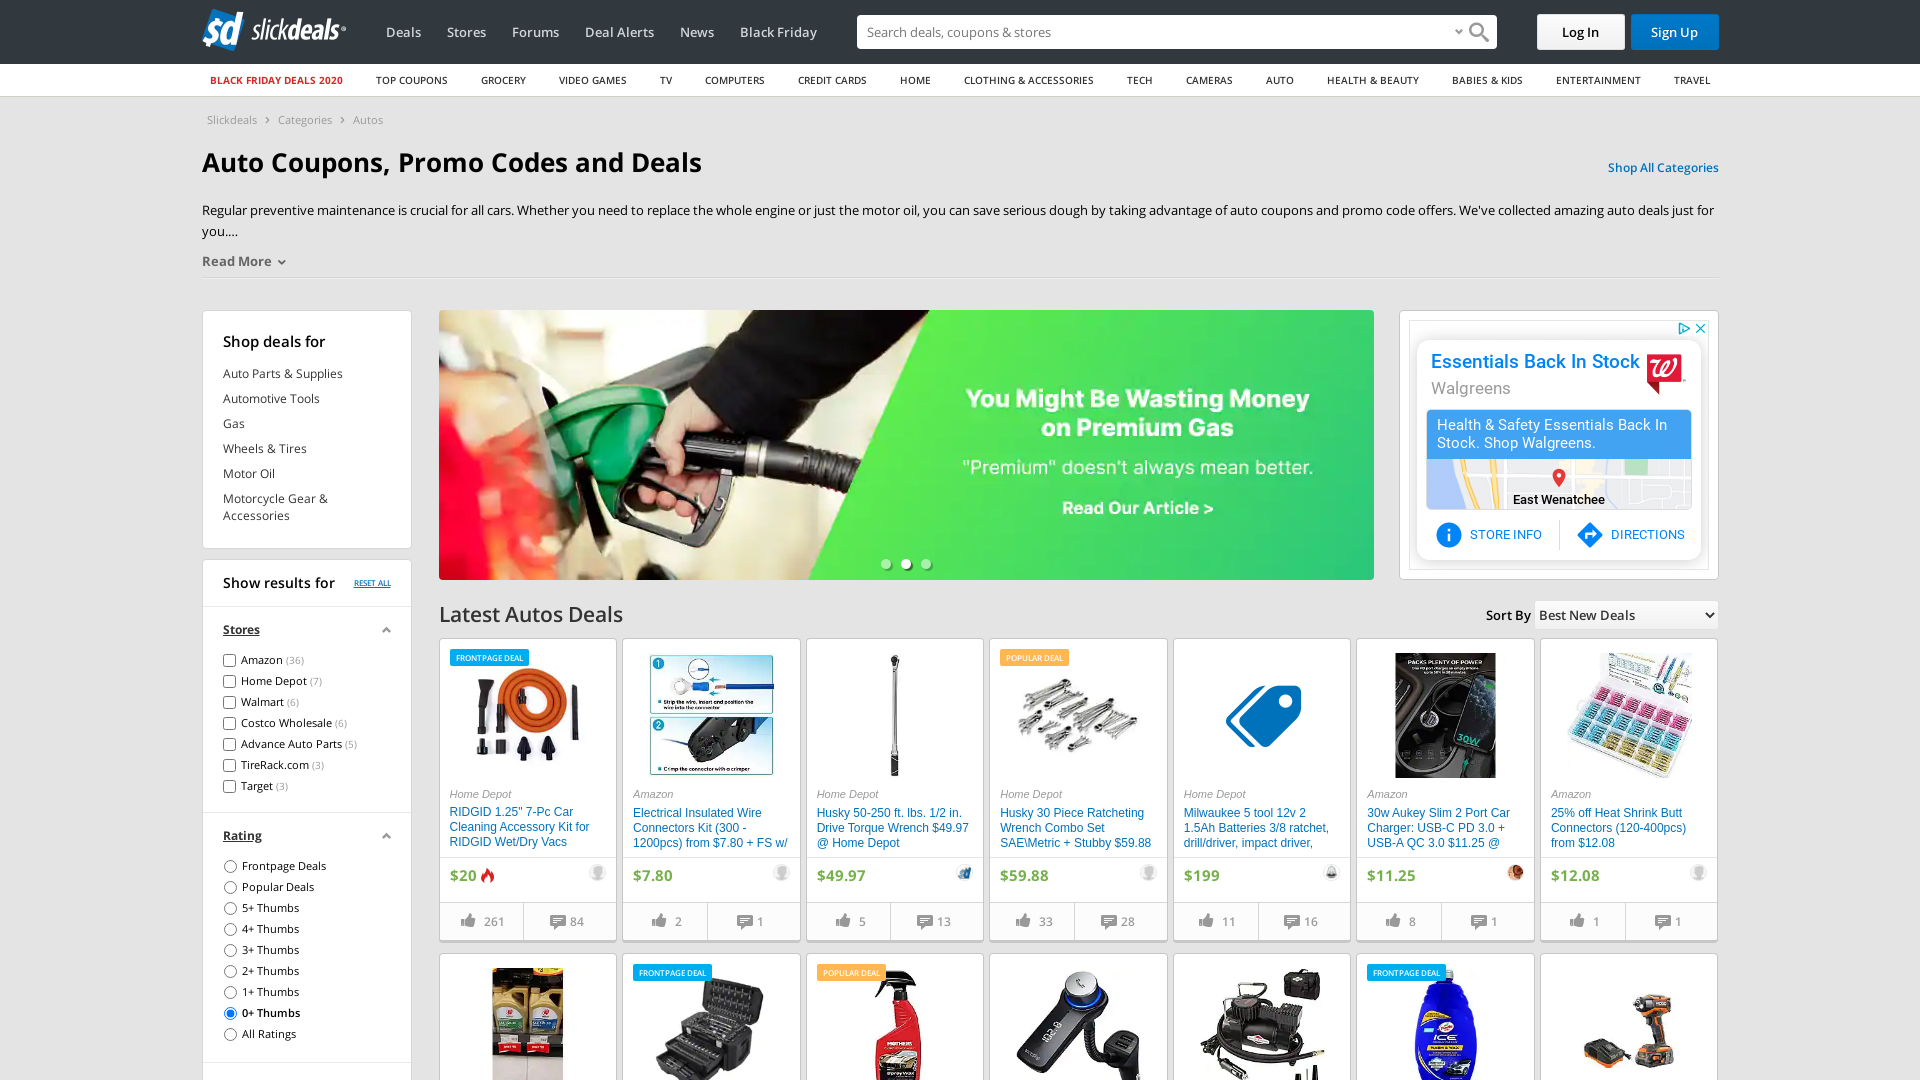 sd slickdeals
Deals
Stores
Forums
Deal Alerts
News
Black Friday
Search deals, coupons & stores
Log In
Sign Up
BLACK FRIDAY DEALS 2020
TOP COUPONS
GROCERY
VIDEO GAMES
TV
COMPUTERS
CREDIT CARDS
HOME
CLOTHING & ACCESSORIES
TECH
CAMERAS
AUTO
HEALTH & BEAUTY
BABIES & KIDS
ENTERTAINMENT
TRAVEL
Slickdeals > Categories > Autos
Auto Coupons, Promo Codes and Deals
Shop All Categories
Regular preventive maintenance is crucial for all cars. Whether you need to replace the whole engine or just the motor oil, you can save serious dough by taking advantage of auto coupons and promo code offers. We've collected amazing auto deals just for
you....
Read More
Shop deals for
Auto Parts & Supplies
Automotive Tools
Gas
Wheels & Tires
Motor Oil
Motorcycle Gear &
Accessories
Show results for
RESET ALL
Stores
Amazon (36)
Home Depot (7)
Walmart (6)
Costco Wholesale (6)
Advance Auto Parts (5)
TireRack.com (3)
Target (3)
Rating
Frontpage Deals
Popular Deals
5+ Thumbs
4+ Thumbs
3+ Thumbs
2+ Thumbs
1+ Thumbs
0+ Thumbs
All Ratings
You Might Be Wasting Money
on Premium Gas
"Premium" doesn't always mean better.
Read Our Article >
Essentials Back In Stock
Walgreens
Health & Safety Essentials Back In
Stock. Shop Walgreens.
East Wenatchee
STORE INFO
DIRECTIONS
Latest Autos Deals
Sort By
Best New Deals
FRONTPAGE DEAL
Home Depot
RIDGID 1.25" 7-Pc Car
Cleaning Accessory Kit for
RIDGID Wet/Dry Vacs
$20
261
84
1
Strip the wire, insert and position the
wire into the connector
2
Crimp the connector with a crimper
Amazon
Electrical Insulated Wire
Connectors Kit (300 -
1200pcs) from $7.80 + FS w/
$7.80
2
1
Home Depot
Husky 50-250 ft. lbs. 1/2 in.
Drive Torque Wrench $49.97
@ Home Depot
$49.97
5
13
POPULAR DEAL
Home Depot
Husky 30 Piece Ratcheting
Wrench Combo Set
SAE\Metric + Stubby $59.88
$59.88
33
28
Home Depot
Milwaukee 5 tool 12v 2
1.5Ah Batteries 3/8 ratchet,
drill/driver, impact driver,
$199
11
16
PACKS PLENTY OF POWER
30W
Amazon
30w Aukey Slim 2 Port Car
Charger: USB-C PD 3.0 +
USB-A QC 3.0 $11.25 @
$11.25
8
1
Amazon
25% off Heat Shrink Butt
Connectors (120-400pcs)
from $12.08
$12.08
1
1
FRONTPAGE DEAL
POPULAR DEAL
MOTHERS
102.8
FRONTPAGE DEAL
ICE